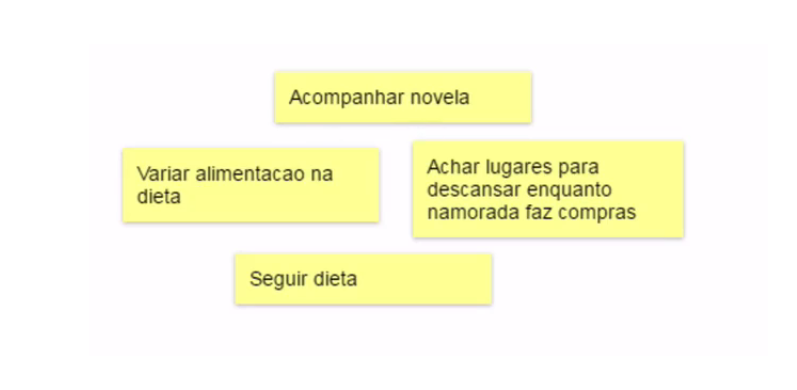 Acompanhar novela
Variar alimentacao na
dieta
Achar lugares para
descansar enquanto
namorada faz compras
Seguir dieta